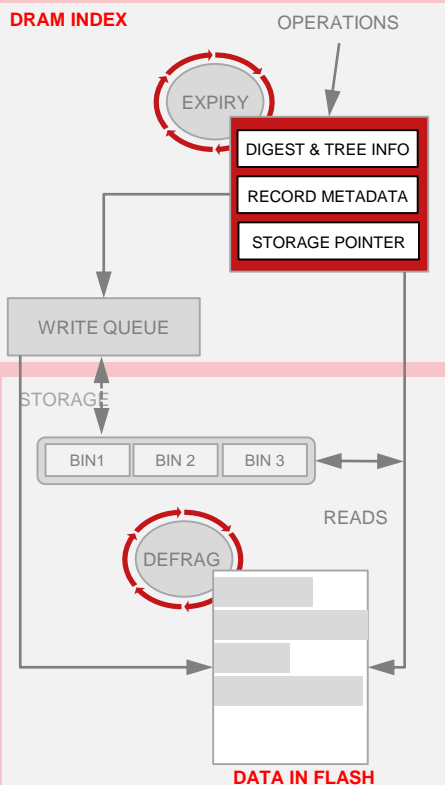 DRAM INDEX
OPERATIONS
EXPIRY
DIGEST & TREE INFO
RECORD METADATA
STORAGE POINTER
WRITE QUEUE
STORAGE
BIN1
BIN 2
BIN 3
READS
DEFRAG
DATA IN FLASH